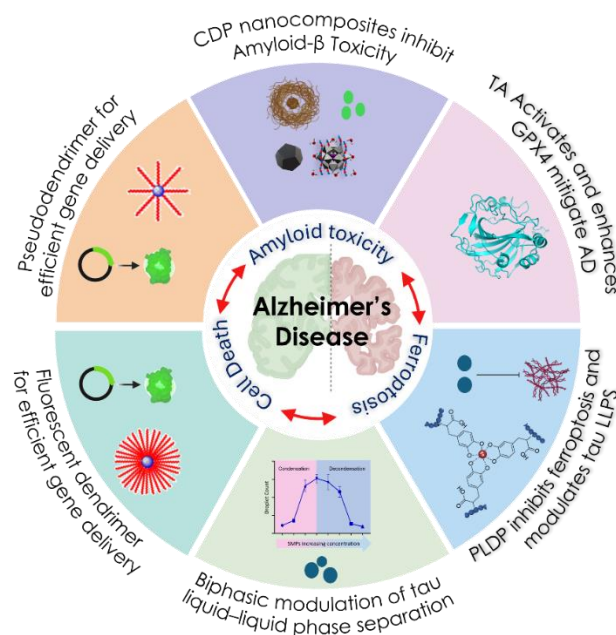 CDP nanocomposites inhibit
Amyloid-β Toxicity
TA Activates and enhances
GPX4 mitigate AD
PLDP inhibits ferroptosis and
modulates tau LLPS
Biphasic modulation of tau
liquid–liquid phase separation
Fluorescent dendrimer
for efficient gene delivery
Pseudodendrimer for
efficient gene delivery
Amyloid toxicity
Ferroptosis
Cell Death
Alzheimer's
Disease
Condensation
Decondensation
Droplet Count
SMPs increasing concentration